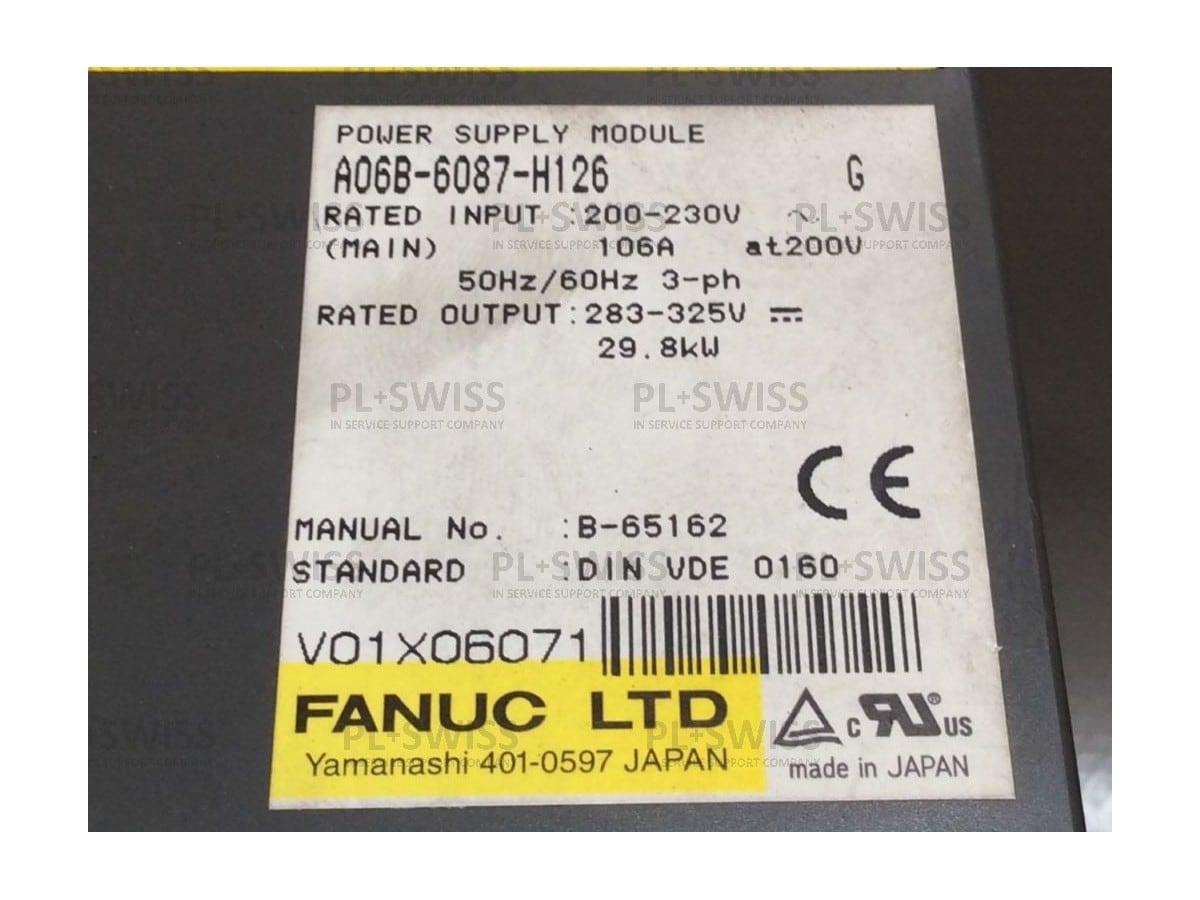 POWER SUPPLY MODULE
A06B-6087-H126 G
RATED INPUT :200-230V ~
(MAIN) 106A at200V
50Hz/60Hz 3-ph
RATED OUTPUT:283-325V ⎓
29.8kW
CE
MANUAL No. :B-65162
STANDARD :DIN VDE 0160
V01X06071
FANUC LTD
Yamanashi 401-0597 JAPAN
c RU® US
made in JAPAN
PL+SWISS
IN SERVICE SUPPORT COMPANY